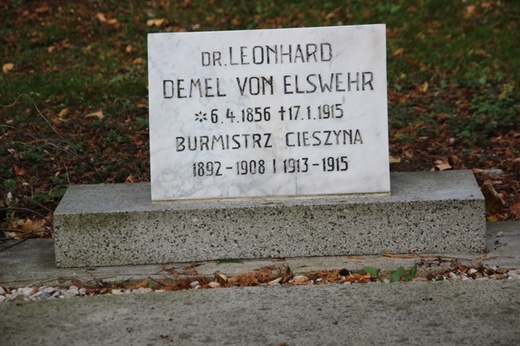 DR. LEONHARD
DEMEL VON ELSWEHR
*6.4.1856 †17.1.1915
BURMISTRZ CIESZYNA
1892-1908 I 1913-1915